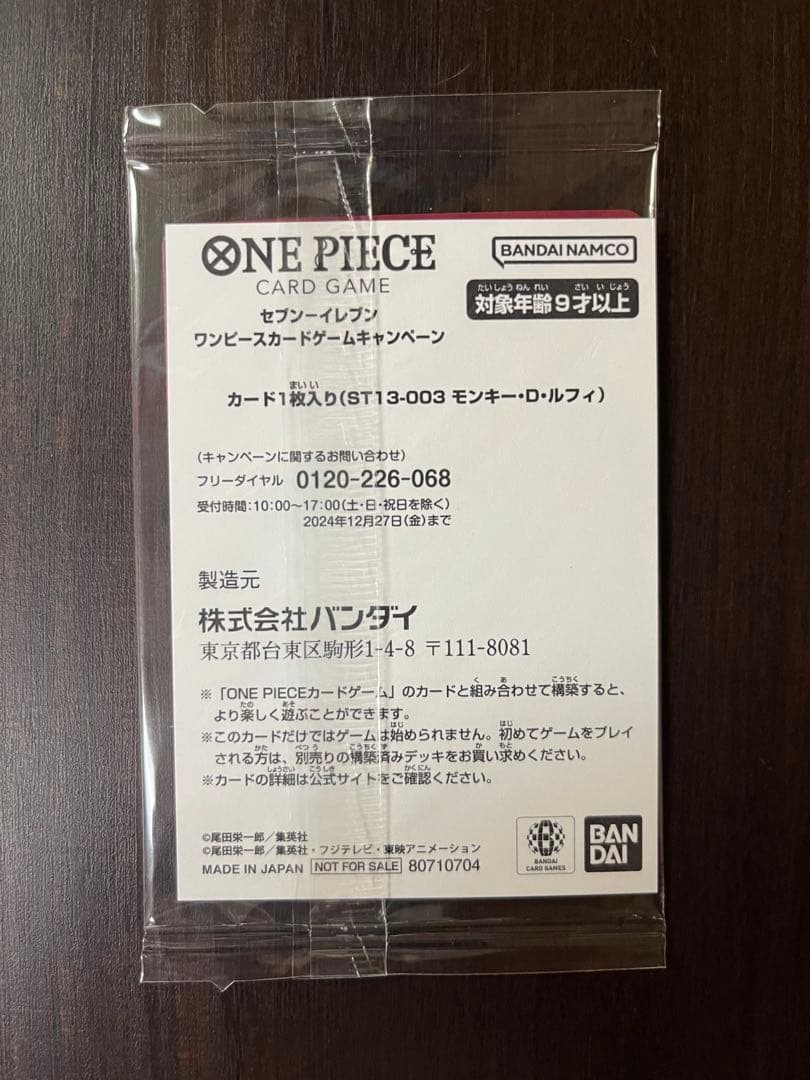 ONE PIECE
CARD GAME
BANDAI NAMCO
たいしょうねんれい さいいじょう
対象年齢9才以上
セブン-イレブン
ワンピースカードゲームキャンペーン
まいい
カード1枚入り(ST13-003 モンキー・D・ルフィ)
(キャンペーンに関するお問い合わせ)
フリーダイヤル 0120-226-068
受付時間:10:00〜17:00(土・日・祝日を除く)
2024年12月27日(金)まで
製造元
株式会社バンダイ
東京都台東区駒形1-4-8 〒111-8081
く あ こうちく
※「ONE PIECEカードゲーム」のカードと組み合わせて構築すると、
たの あそ
より楽しく遊ぶことができます。
はじ はじ
※このカードだけではゲームは始められません。初めてゲームをプレイ
かた べつう こうちくず か もと
される方は、別売りの構築済みデッキをお買い求めください。
しょうさい こうしき かくにん
※カードの詳細は公式サイトをご確認ください。
©尾田栄一郎/集英社
©尾田栄一郎/集英社・フジテレビ・東映アニメーション
MADE IN JAPAN NOT FOR SALE 80710704
BANDAI
CARD GAMES
BAN
DAI